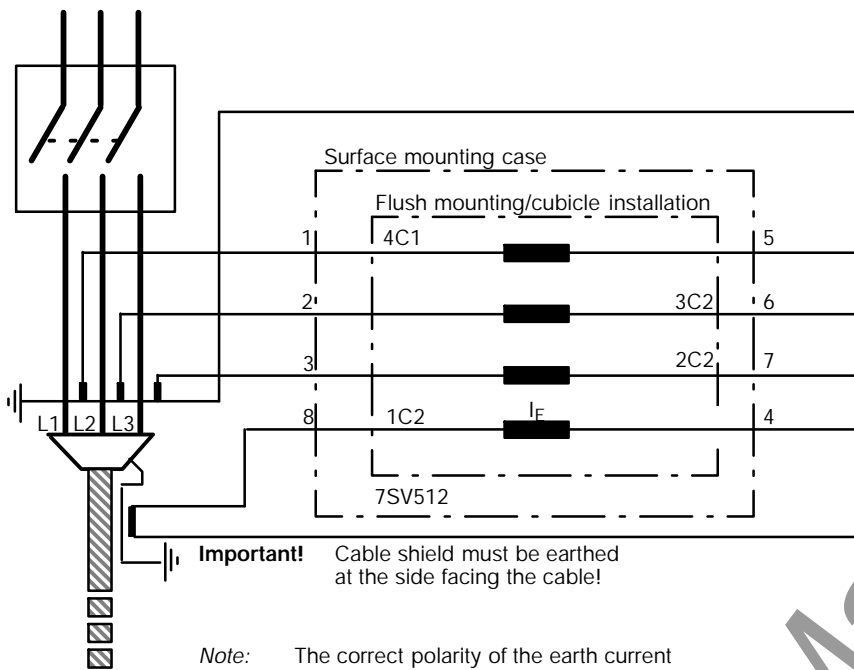 Surface mounting case
Flush mounting/cubicle installation
1 4C1 5
2 3C2 6
3 2C2 7
L1 L2 L3
8 1C2 IE 4
7SV512
Important! Cable shield must be earthed
at the side facing the cable!
Note: The correct polarity of the earth current